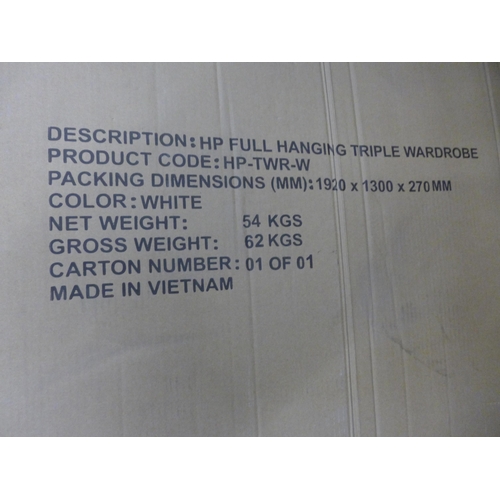 DESCRIPTION: HP FULL HANGING TRIPLE WARDROBE
PRODUCT CODE: HP-TWR-W
PACKING DIMENSIONS (MM): 1920 x 1300 x 270MM
COLOR: WHITE
NET WEIGHT: 54 KGS
GROSS WEIGHT: 62 KGS
CARTON NUMBER: 01 OF 01
MADE IN VIETNAM